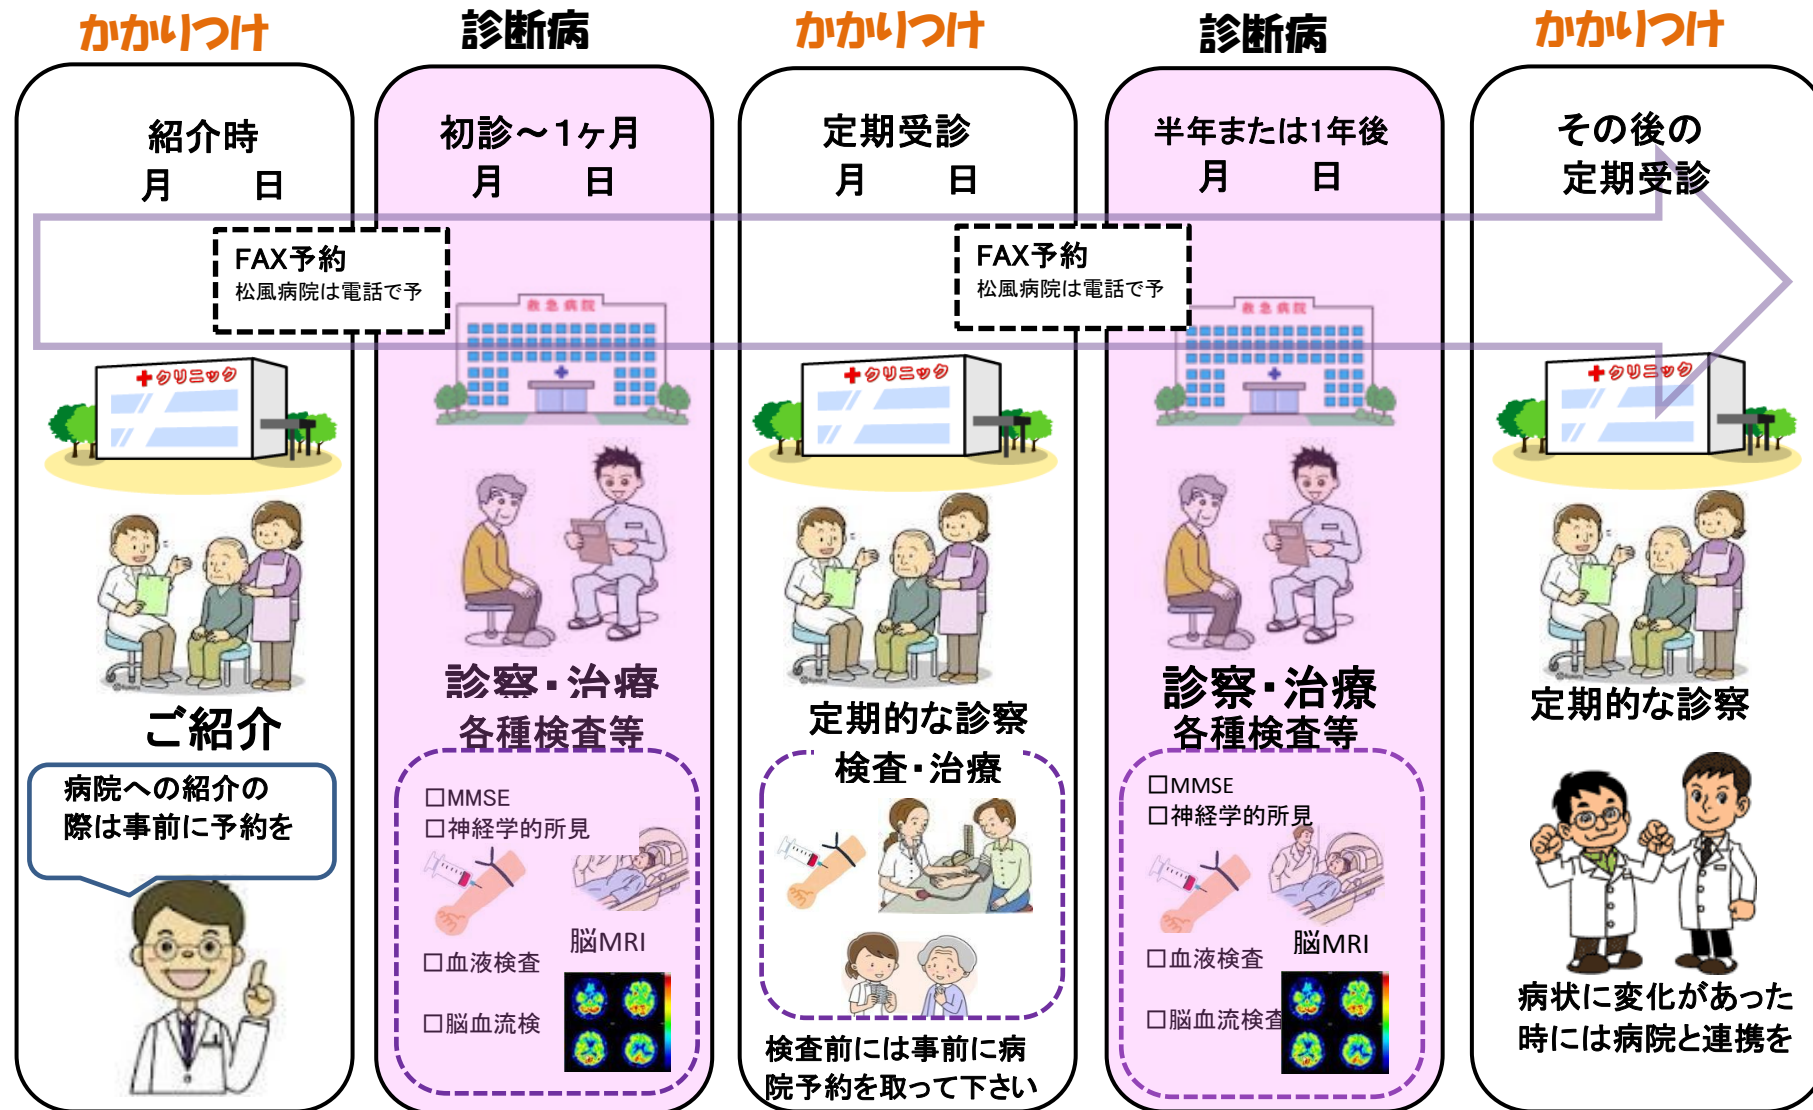 かかりつけ
紹介時
月 日
FAX予約
松風病院は電話で予
クリニック
ご紹介
病院への紹介の
際は事前に予約を
診断病
初診～1ヶ月
月 日
救急病院
診察・治療
各種検査等
□MMSE
□神経学的所見
脳MRI
□血液検査
□脳血流検
かかりつけ
定期受診
月 日
FAX予約
松風病院は電話で予
クリニック
定期的な診察
検査・治療
検査前には事前に病
院予約を取って下さい
診断病
半年または1年後
月 日
救急病院
診察・治療
各種検査等
□MMSE
□神経学的所見
脳MRI
□血液検査
□脳血流検査
かかりつけ
その後の
定期受診
クリニック
定期的な診察
病状に変化があった
時には病院と連携を